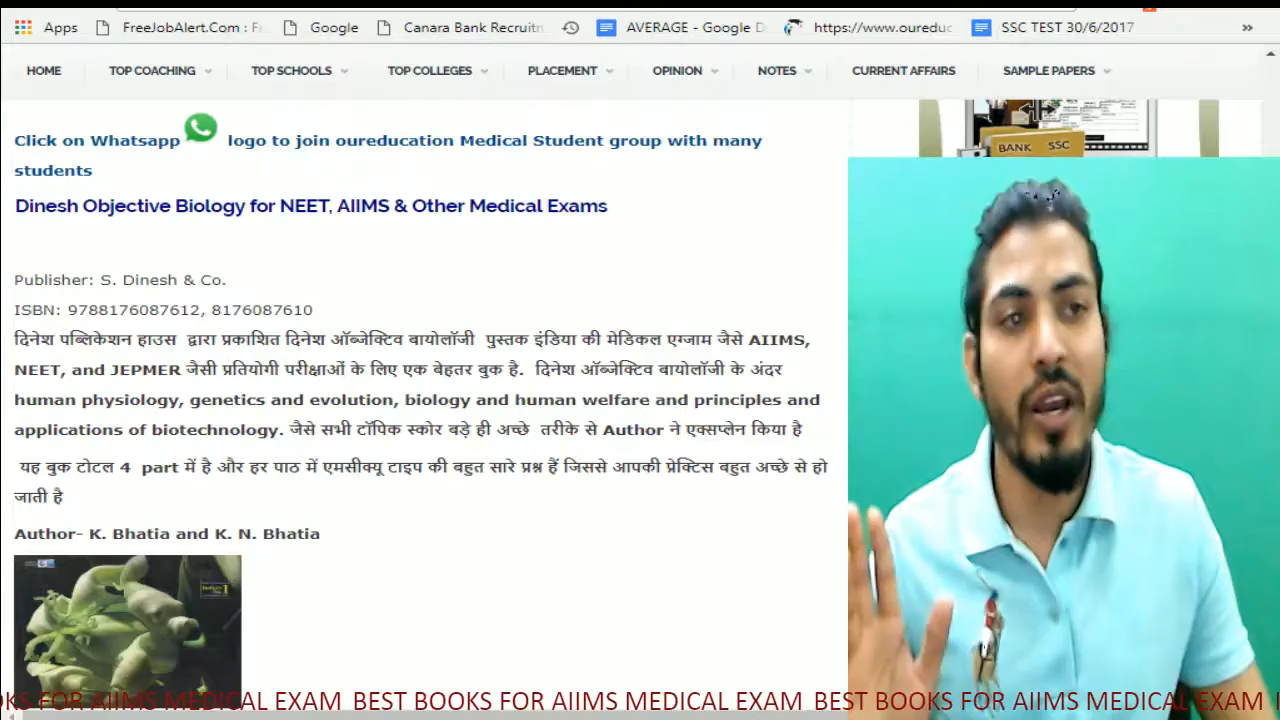 Apps FreeJobAlert.Com : Google Canara Bank Recruitm AVERAGE - Google D https://www.oureduc SSC TEST 30/6/2017 »
HOME TOP COACHING TOP SCHOOLS TOP COLLEGES PLACEMENT OPINION NOTES CURRENT AFFAIRS SAMPLE PAPERS
BANK SSC
Click on Whatsapp logo to join oureducation Medical Student group with many
students
Dinesh Objective Biology for NEET, AIIMS & Other Medical Exams
Publisher: S. Dinesh & Co.
ISBN: 9788176087612, 8176087610
दिनेश पब्लिकेशन हाउस द्वारा प्रकाशित दिनेश ऑब्जेक्टिव बायोलॉजी पुस्तक इंडिया की मेडिकल एग्जाम जैसे AIIMS,
NEET, and JEPMER जैसी प्रतियोगी परीक्षाओं के लिए एक बेहतर बुक है. दिनेश ऑब्जेक्टिव बायोलॉजी के अंदर
human physiology, genetics and evolution, biology and human welfare and principles and
applications of biotechnology. जैसे सभी टॉपिक स्कोर बड़े ही अच्छे तरीके से Author ने एक्सप्लेन किया है
यह बुक टोटल 4 part में है और हर पाठ में एमसीक्यू टाइप की बहुत सारे प्रश्न हैं जिससे आपकी प्रेक्टिस बहुत अच्छे से हो
जाती है
Author- K. Bhatia and K. N. Bhatia
OKS FOR AIIMS MEDICAL EXAM BEST BOOKS FOR AIIMS MEDICAL EXAM BEST BOOKS FOR AIIMS MEDICAL EXAM